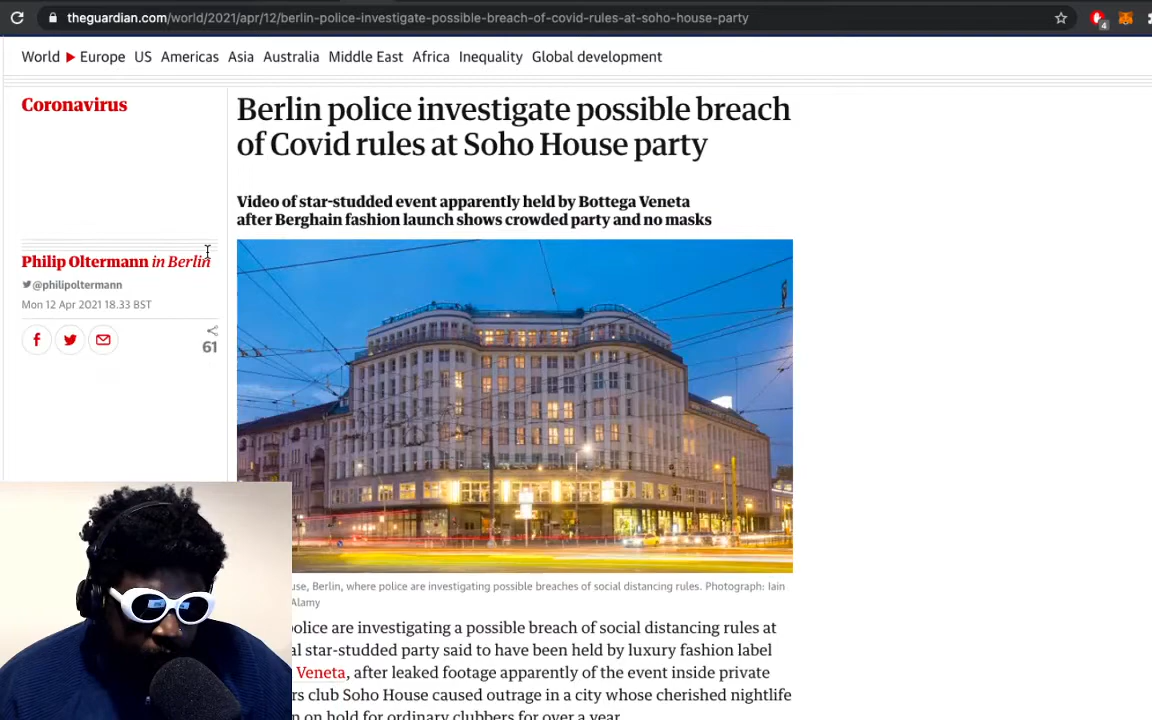 theguardian.com/world/2021/apr/12/berlin-police-investigate-possible-breach-of-covid-rules-at-soho-house-party
4
World Europe US Americas Asia Australia Middle East Africa Inequality Global development
Coronavirus
Berlin police investigate possible breach
of Covid rules at Soho House party
Video of star-studded event apparently held by Bottega Veneta
after Berghain fashion launch shows crowded party and no masks
Philip Oltermann in Berlin
@philipoltermann
Mon 12 Apr 2021 18.33 BST
61
Berlin, where police are investigating possible breaches of social distancing rules. Photograph: Iain
Alamy
are investigating a possible breach of social distancing rules at
star-studded party said to have been held by luxury fashion label
Veneta, after leaked footage apparently of the event inside private
club Soho House caused outrage in a city whose cherished nightlife
on hold for ordinary clubbers for over a year.